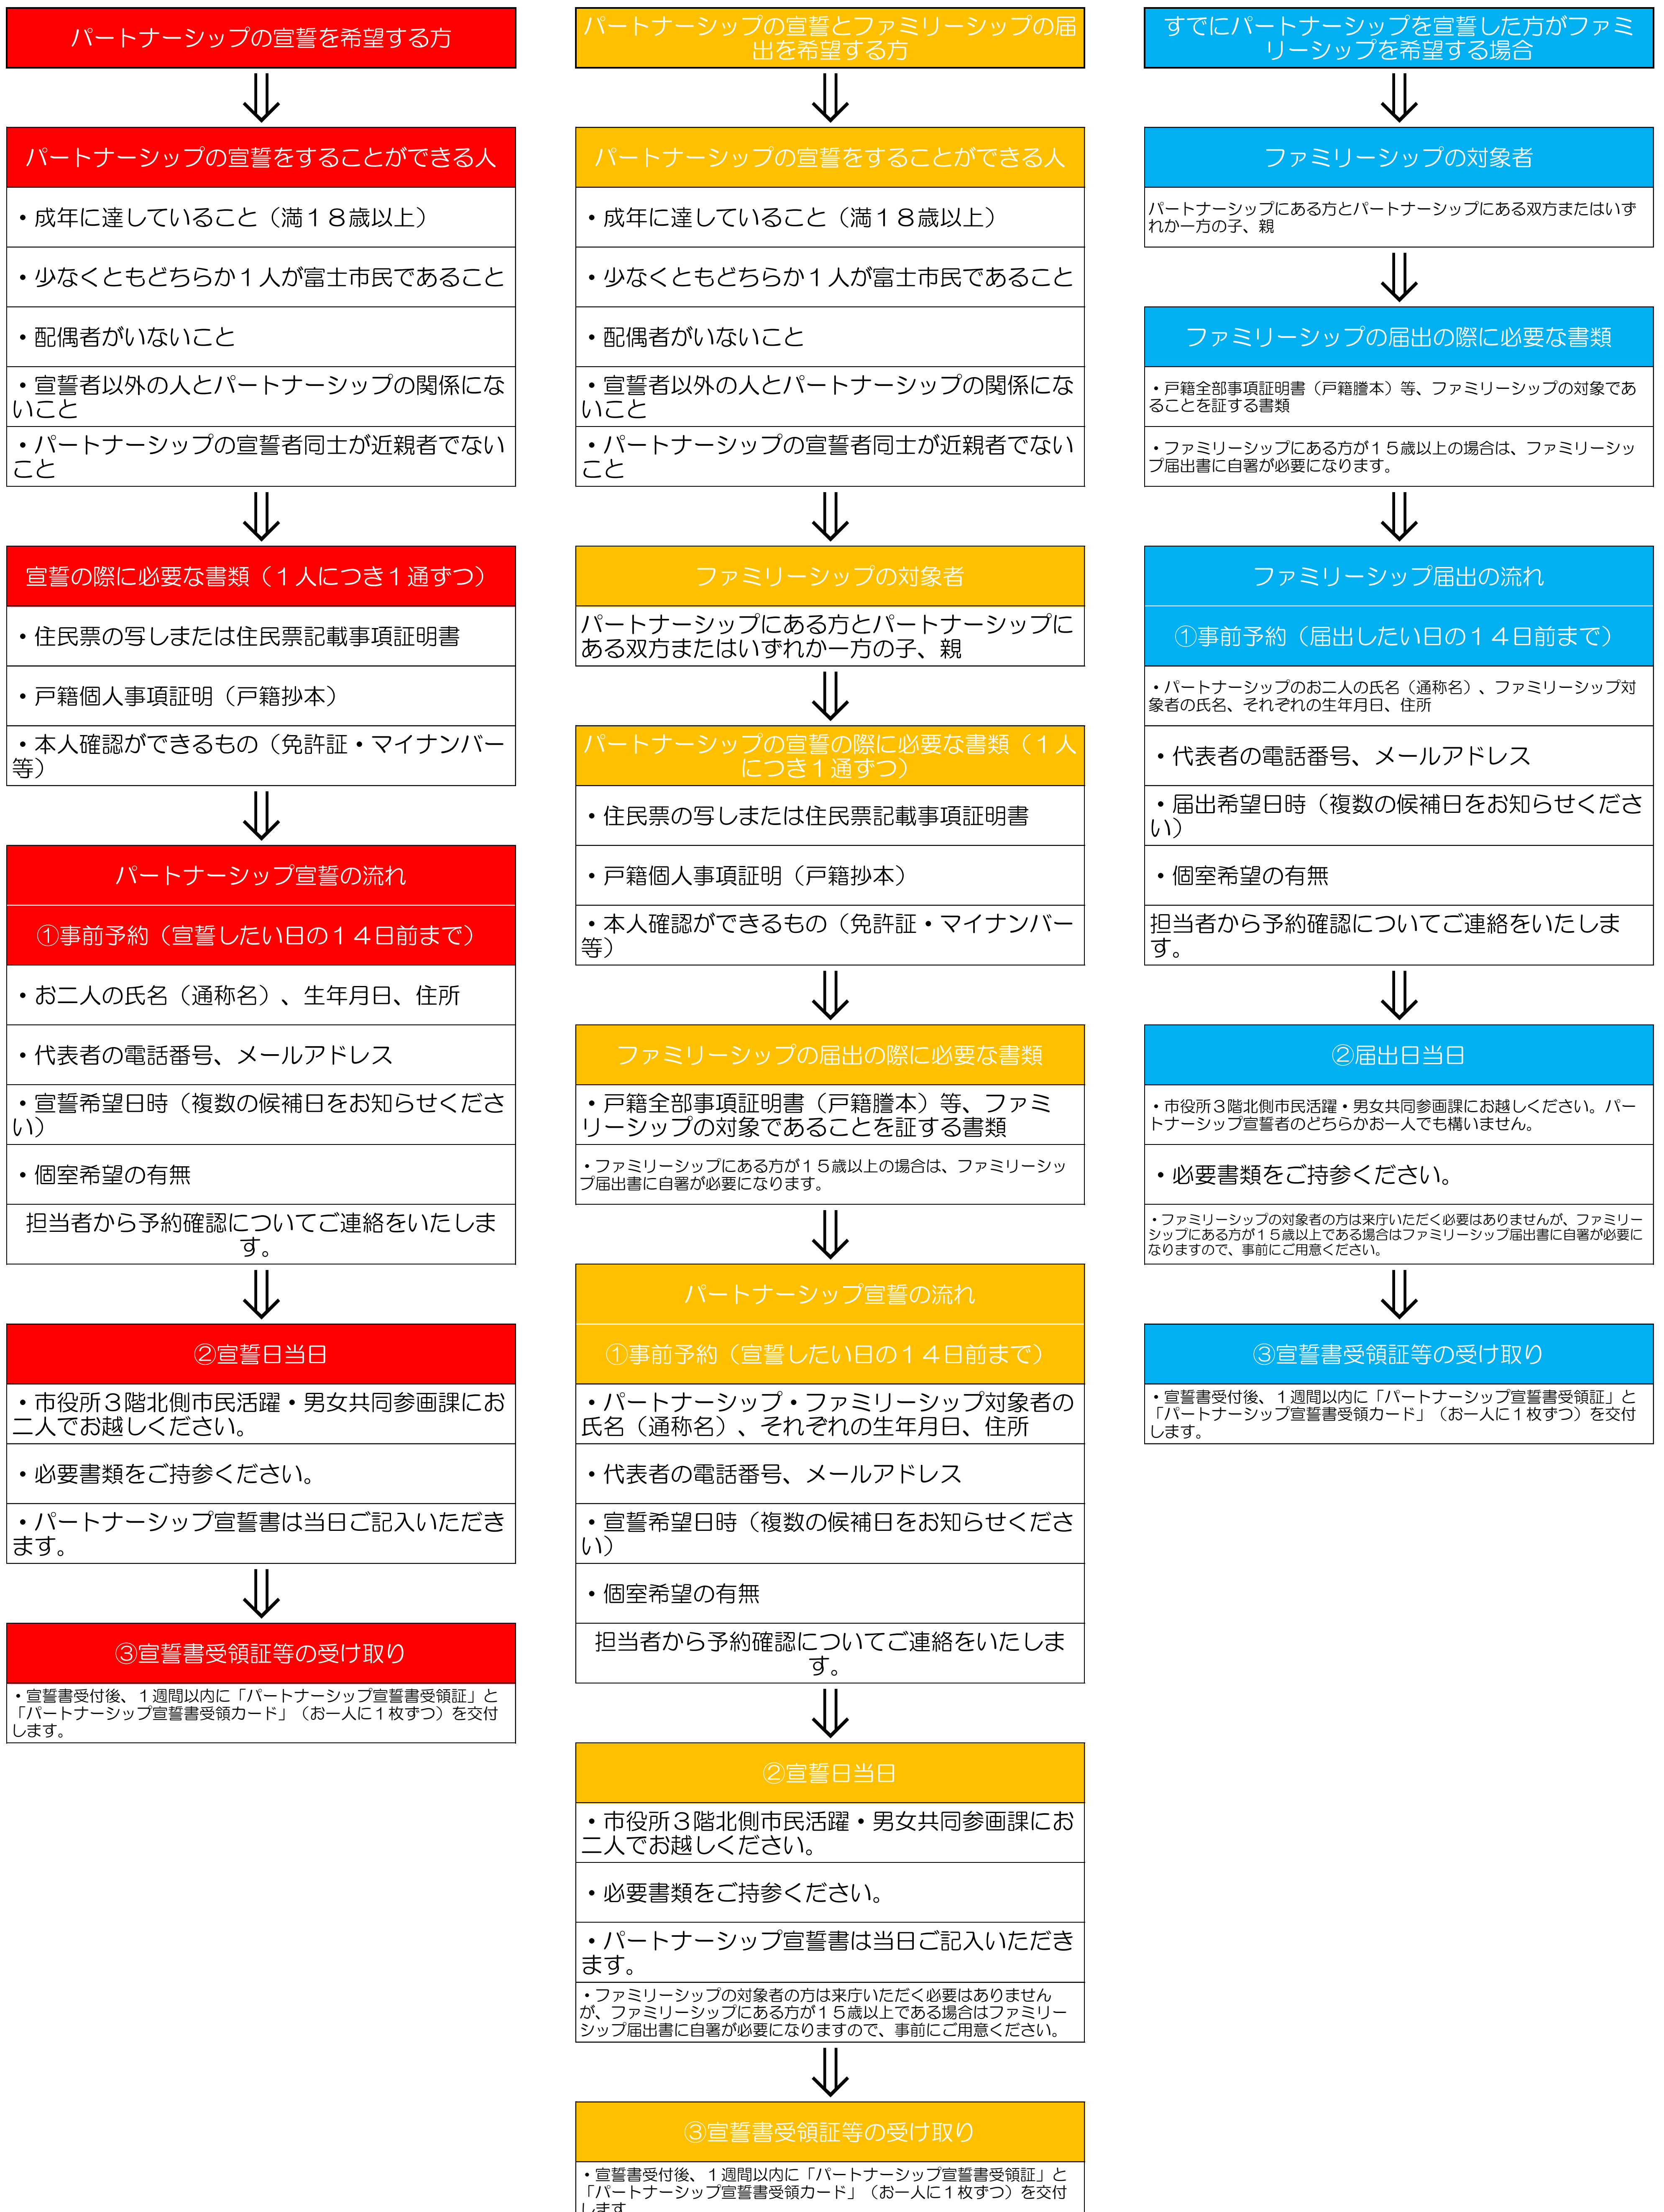 パートナーシップの宣誓を希望する方
パートナーシップの宣誓をすることができる人
・成年に達していること（満１８歳以上）
・少なくともどちらか１人が富士市民であること
・配偶者がいないこと
・宣誓者以外の人とパートナーシップの関係にな
いこと
・パートナーシップの宣誓者同士が近親者でない
こと
宣誓の際に必要な書類（１人につき１通ずつ）
・住民票の写しまたは住民票記載事項証明書
・戸籍個人事項証明（戸籍抄本）
・本人確認ができるもの（免許証・マイナンバー
等）
パートナーシップ宣誓の流れ
①事前予約（宣誓したい日の１４日前まで）
・お二人の氏名（通称名）、生年月日、住所
・代表者の電話番号、メールアドレス
・宣誓希望日時（複数の候補日をお知らせくださ
い）
・個室希望の有無
担当者から予約確認についてご連絡をいたしま
す。
②宣誓日当日
・市役所３階北側市民活躍・男女共同参画課にお
二人でお越しください。
・必要書類をご持参ください。
・パートナーシップ宣誓書は当日ご記入いただき
ます。
③宣誓書受領証等の受け取り
・宣誓書受付後、１週間以内に「パートナーシップ宣誓書受領証」と
「パートナーシップ宣誓書受領カード」（お一人に１枚ずつ）を交付
します。
パートナーシップの宣誓とファミリーシップの届
出を希望する方
パートナーシップの宣誓をすることができる人
・成年に達していること（満１８歳以上）
・少なくともどちらか１人が富士市民であること
・配偶者がいないこと
・宣誓者以外の人とパートナーシップの関係にな
いこと
・パートナーシップの宣誓者同士が近親者でない
こと
ファミリーシップの対象者
パートナーシップにある方とパートナーシップに
ある双方またはいずれか一方の子、親
パートナーシップの宣誓の際に必要な書類（１人
につき１通ずつ）
・住民票の写しまたは住民票記載事項証明書
・戸籍個人事項証明（戸籍抄本）
・本人確認ができるもの（免許証・マイナンバー
等）
ファミリーシップの届出の際に必要な書類
・戸籍全部事項証明書（戸籍謄本）等、ファミ
リーシップの対象であることを証する書類
・ファミリーシップにある方が１５歳以上の場合は、ファミリーシッ
プ届出書に自署が必要になります。
パートナーシップ宣誓の流れ
①事前予約（宣誓したい日の１４日前まで）
・パートナーシップ・ファミリーシップ対象者の
氏名（通称名）、それぞれの生年月日、住所
・代表者の電話番号、メールアドレス
・宣誓希望日時（複数の候補日をお知らせくださ
い）
・個室希望の有無
担当者から予約確認についてご連絡をいたしま
す。
②宣誓日当日
・市役所３階北側市民活躍・男女共同参画課にお
二人でお越しください。
・必要書類をご持参ください。
・パートナーシップ宣誓書は当日ご記入いただき
ます。
・ファミリーシップの対象者の方は来庁いただく必要はありません
が、ファミリーシップにある方が１５歳以上である場合はファミリー
シップ届出書に自署が必要になりますので、事前にご用意ください。
③宣誓書受領証等の受け取り
・宣誓書受付後、１週間以内に「パートナーシップ宣誓書受領証」と
「パートナーシップ宣誓書受領カード」（お一人に１枚ずつ）を交付
します
すでにパートナーシップを宣誓した方がファミ
リーシップを希望する場合
ファミリーシップの対象者
パートナーシップにある方とパートナーシップにある双方またはいず
れか一方の子、親
ファミリーシップの届出の際に必要な書類
・戸籍全部事項証明書（戸籍謄本）等、ファミリーシップの対象であ
ることを証する書類
・ファミリーシップにある方が１５歳以上の場合は、ファミリーシッ
プ届出書に自署が必要になります。
ファミリーシップ届出の流れ
①事前予約（届出したい日の１４日前まで）
・パートナーシップのお二人の氏名（通称名）、ファミリーシップ対
象者の氏名、それぞれの生年月日、住所
・代表者の電話番号、メールアドレス
・届出希望日時（複数の候補日をお知らせくださ
い）
・個室希望の有無
担当者から予約確認についてご連絡をいたしま
す。
②届出日当日
・市役所３階北側市民活躍・男女共同参画課にお越しください。パー
トナーシップ宣誓者のどちらかお一人でも構いません。
・必要書類をご持参ください。
・ファミリーシップの対象者の方は来庁いただく必要はありませんが、ファミリー
シップにある方が１５歳以上である場合はファミリーシップ届出書に自署が必要に
なりますので、事前にご用意ください。
③宣誓書受領証等の受け取り
・宣誓書受付後、１週間以内に「パートナーシップ宣誓書受領証」と
「パートナーシップ宣誓書受領カード」（お一人に１枚ずつ）を交付
します。